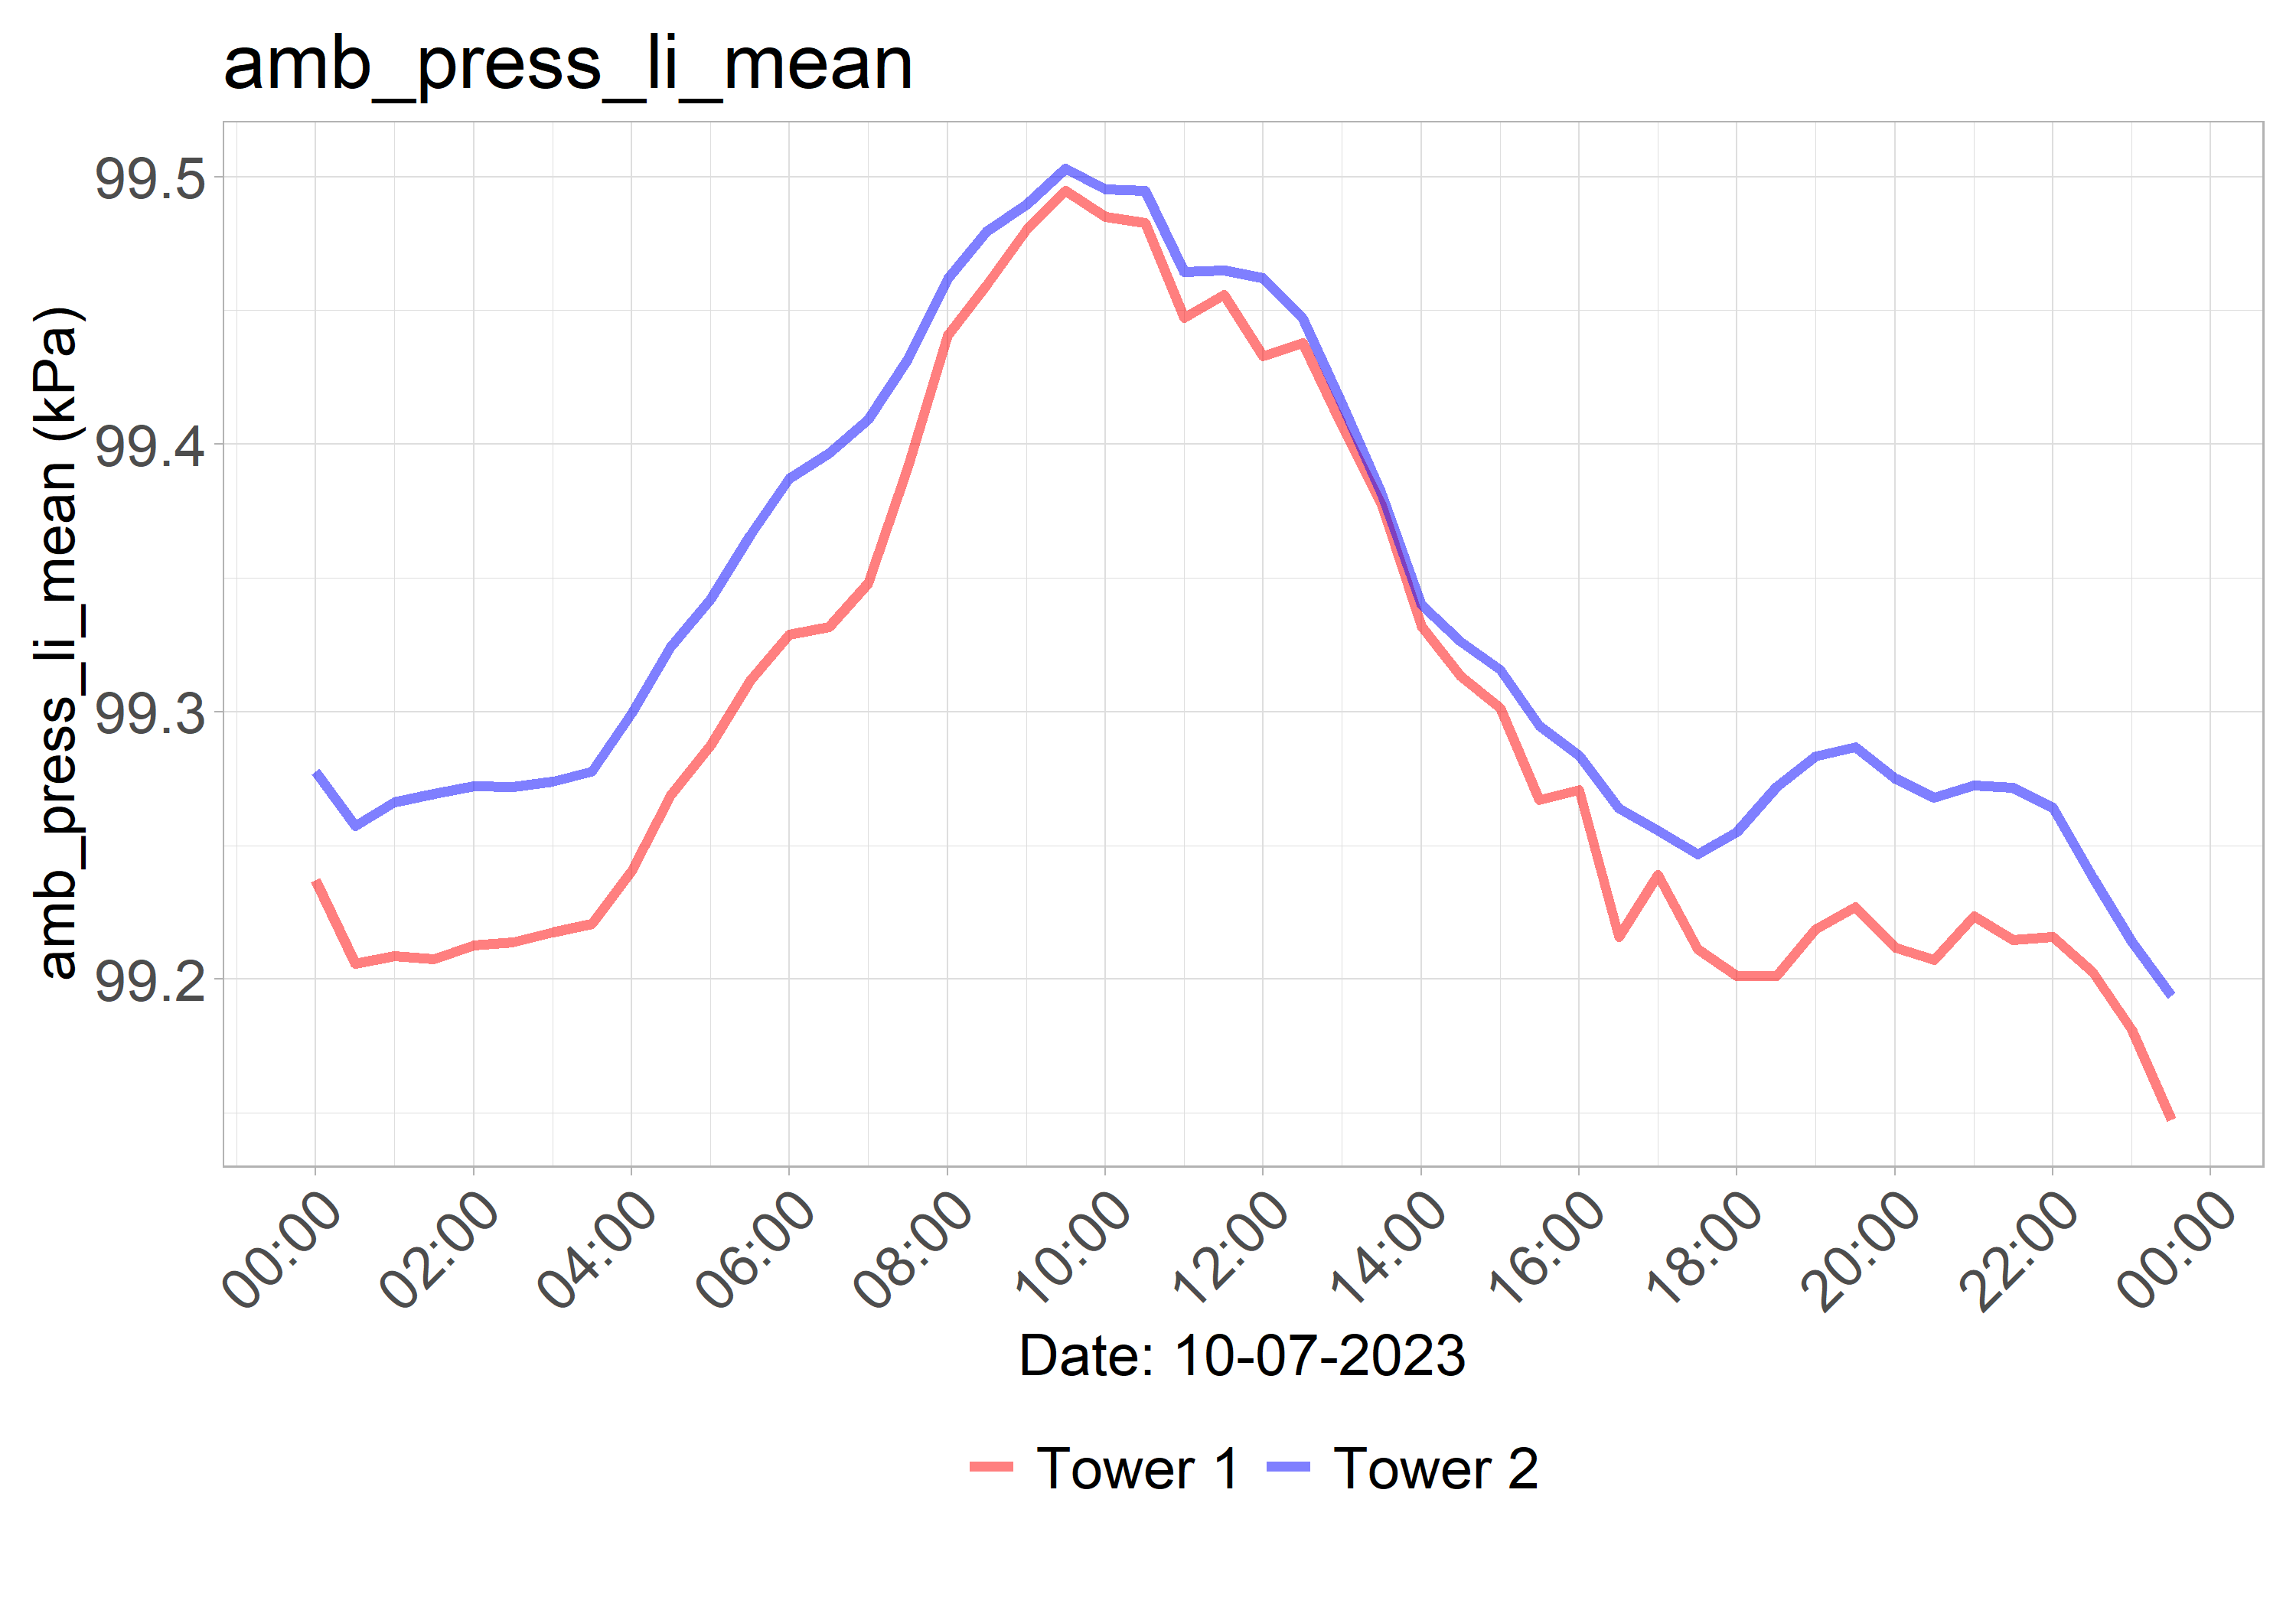 amb_press_li_mean
amb_press_li_mean (kPa)
99.5
99.4
99.3
99.2
00:00 02:00 04:00 06:00 08:00 10:00 12:00 14:00 16:00 18:00 20:00 22:00 00:00
Date: 10-07-2023
Tower 1 Tower 2